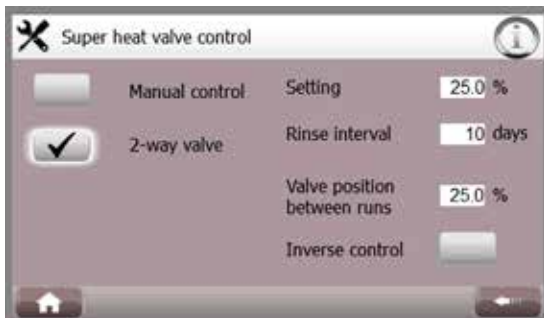 Super heat valve control
Manual control
2-way valve
Setting 25.0 %
Rinse interval 10 days
Valve position
between runs 25.0 %
Inverse control